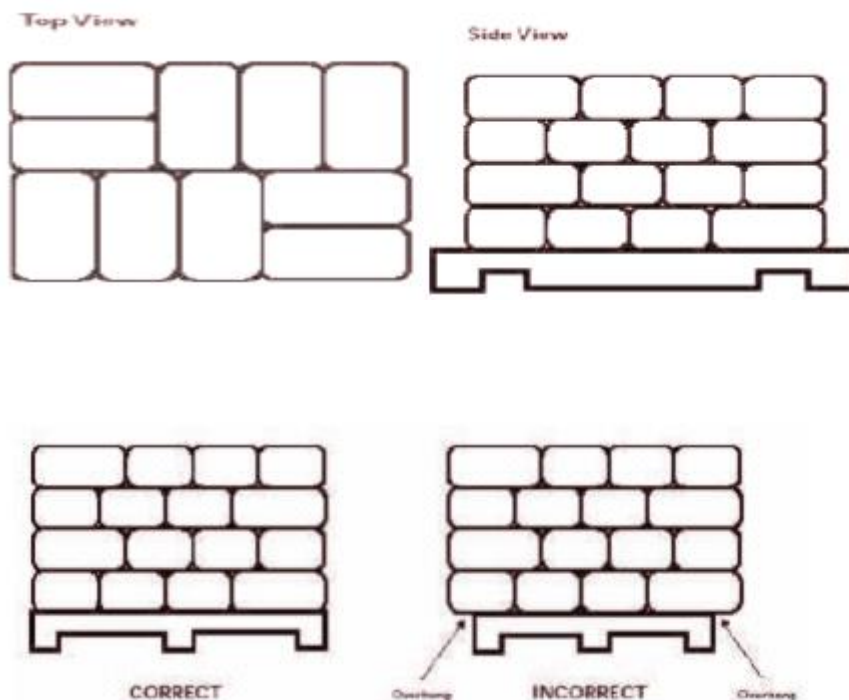 Top View
Side View
CORRECT
Overhang
INCORRECT
Overhang